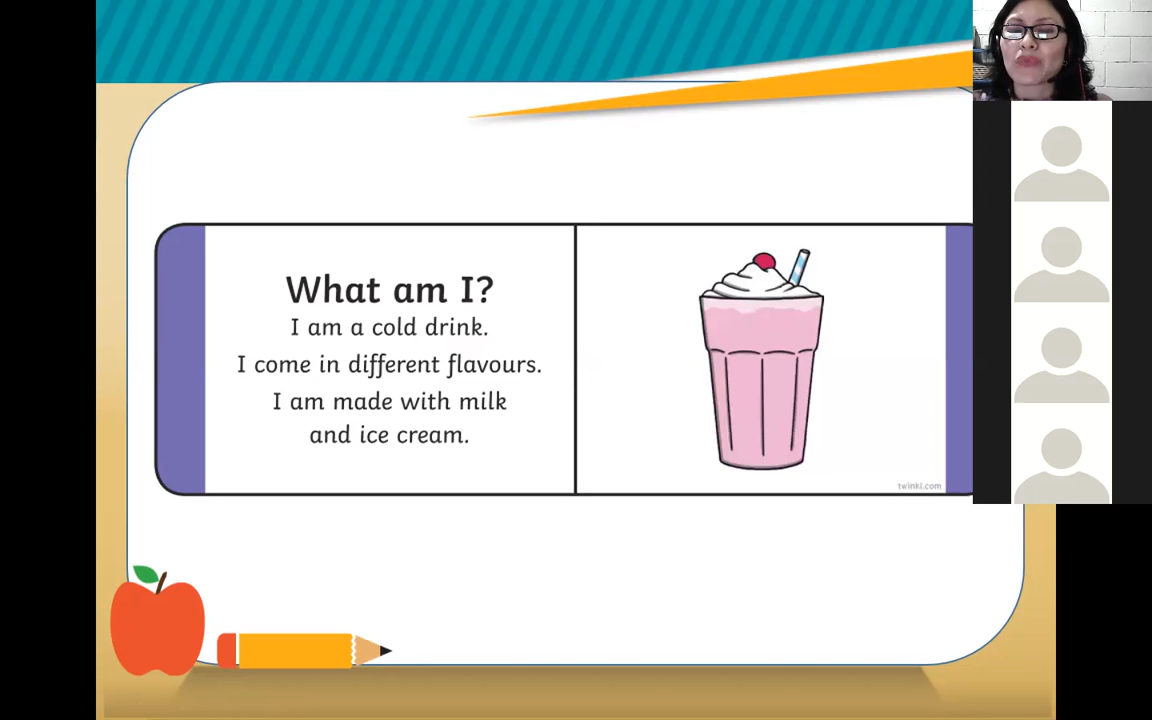 What am I?
I am a cold drink.
I come in different flavours.
I am made with milk
and ice cream.
twinkl.com